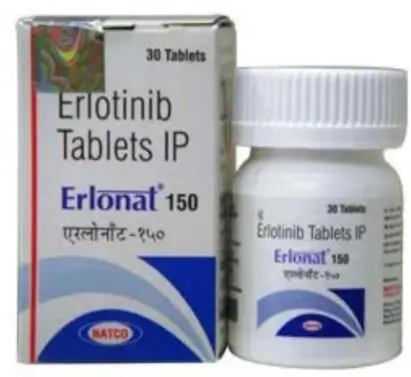 30 Tablets
Erlotinib
Tablets IP
Erlonat® 150
एरलोनॉट-१५०
NATCO
30 Tablets
Erlotinib Tablets IP
Erlonat® 150
एरलोनॉट-१५०
NATCO